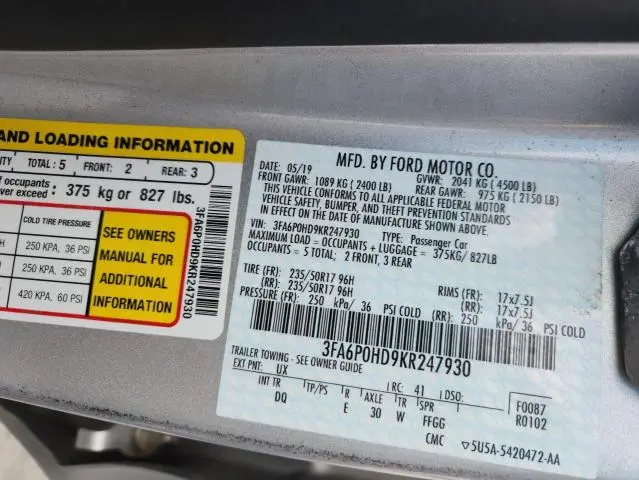 AND LOADING INFORMATION
ITY TOTAL: 5 FRONT: 2 REAR: 3
of occupants
ver exceed: 375 kg or 827 lbs.
COLD TIRE PRESSURE
H 250 KPA, 36 PSI
250 KPA, 36 PSI
420 KPA, 60 PSI
SEE OWNERS
MANUAL FOR
ADDITIONAL
INFORMATION
3FA6P0HD9KR247930
MFD. BY FORD MOTOR CO.
DATE: 05/19 GVWR: 2041 KG (4500 LB)
FRONT GAWR: 1089 KG (2400 LB) REAR GAWR: 975 KG (2150 LB)
THIS VEHICLE CONFORMS TO ALL APPLICABLE FEDERAL MOTOR
VEHICLE SAFETY, BUMPER, AND THEFT PREVENTION STANDARDS
IN EFFECT ON THE DATE OF MANUFACTURE SHOWN ABOVE.
VIN: 3FA6P0HD9KR247930 TYPE: Passenger Car
MAXIMUM LOAD = OCCUPANTS + LUGGAGE = 375KG/ 827LB
OCCUPANTS = 5 TOTAL; 2 FRONT, 3 REAR
TIRE (FR): 235/50R17 96H RIMS (FR): 17x7.5J
(RR): 235/50R17 96H (RR): 17x7.5J
PRESSURE (FR): 250 kPa/ 36 PSI COLD (RR): 250 kPa/ 36 PSI COLD
3FA6P0HD9KR247930
TRAILER TOWING - SEE OWNER GUIDE
EXT PNT: UX RC: 41 DSO: F0087
INT TR TP/PS R AXLE TR SPR R0102
DQ E 30 W FFGG
CMC 5U5A-5420472-AA